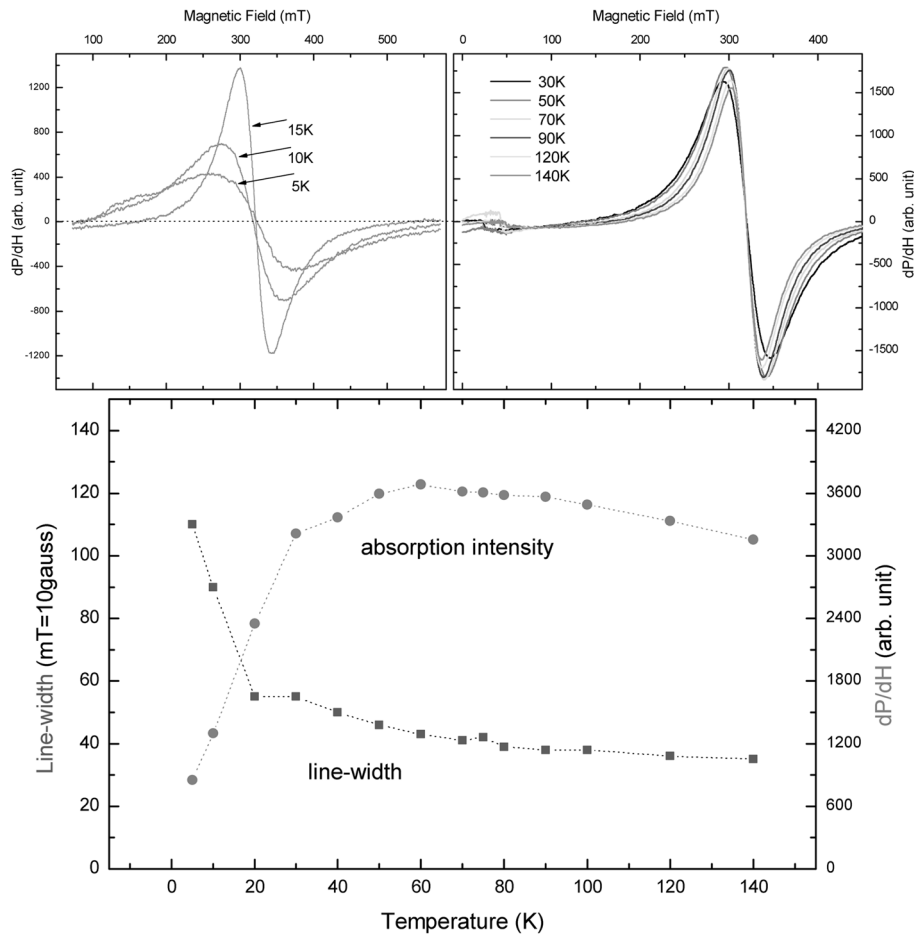 Magnetic Field (mT)
100 200 300 400 500
1200
800
400
0
-400
-800
-1200
dP/dH (arb. unit)
15K
10K
5K
Magnetic Field (mT)
0 100 200 300 400
30K
50K
70K
90K
120K
140K
1500
1000
500
0
-500
-1000
-1500
dP/dH (arb. unit)
140
120
100
80
60
40
20
0
Line-width (mT=10gauss)
absorption intensity
line-width
4200
3600
3000
2400
1800
1200
600
0
dP/dH (arb. unit)
0 20 40 60 80 100 120 140
Temperature (K)